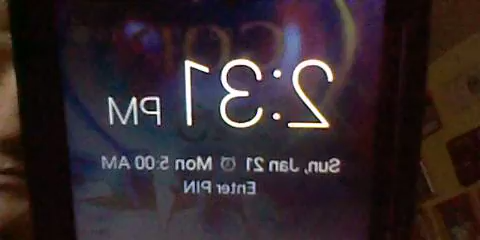 2:31 PM
Sun, Jan 21 ⏰ Mon 5:00 AM
Enter PIN